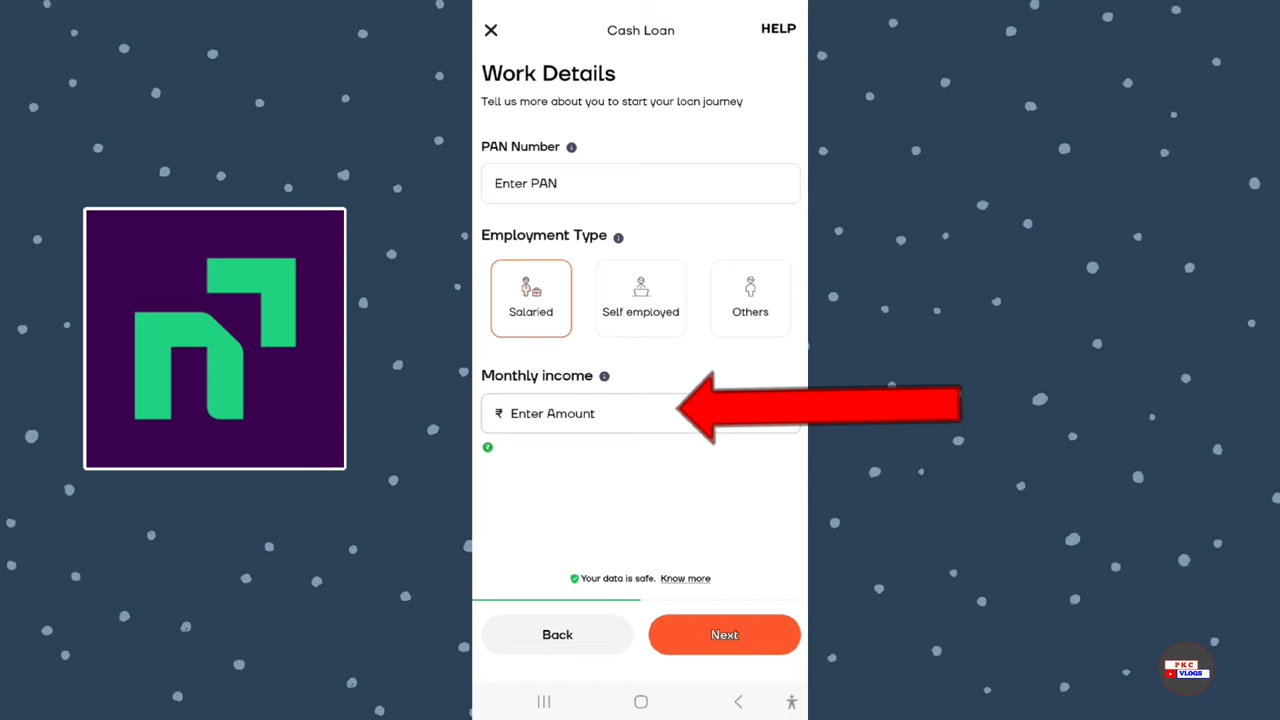 Cash Loan
HELP
Work Details
Tell us more about you to start your loan journey
PAN Number
Enter PAN
Employment Type
Salaried
Self employed
Others
Monthly income
₹ Enter Amount
Your data is safe. Know more
Back
Next
PKC
VLOGS